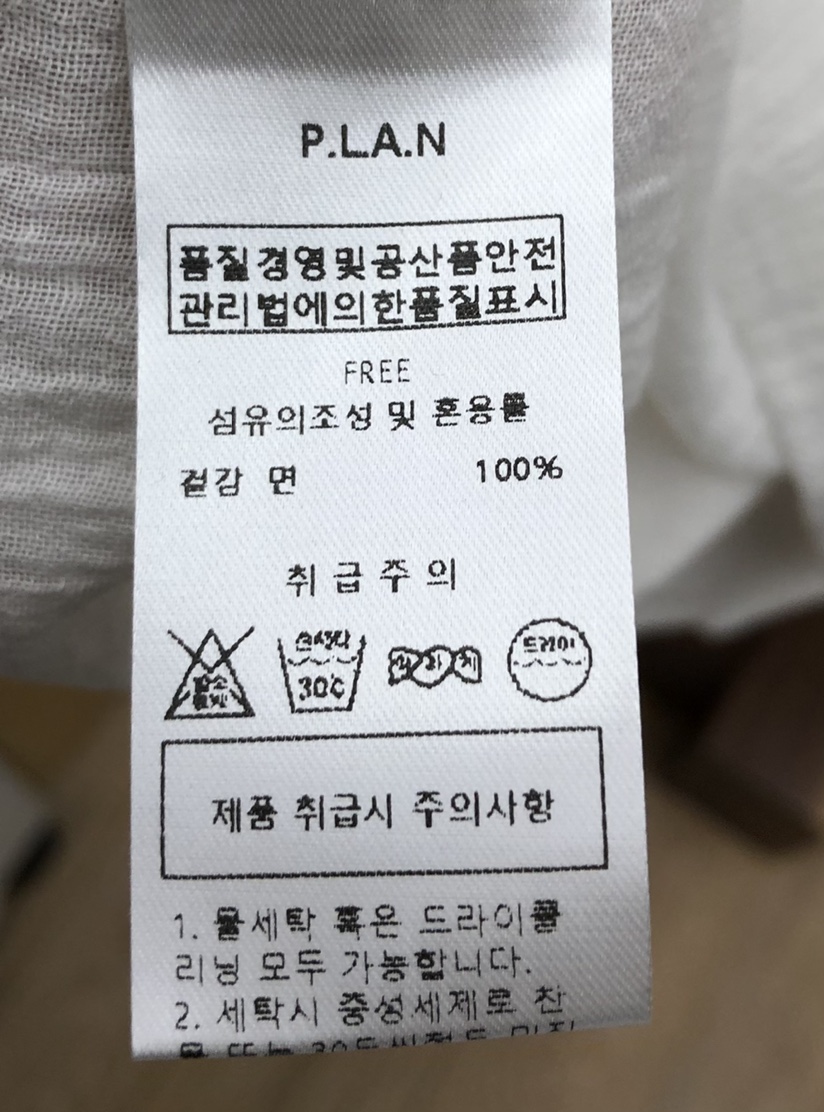 P.L.A.N
품질경영및공산품안전
관리법에의한품질표시
FREE
섬유의조성 및 혼용률
겉감 면 100%
취 급 주 의
손세탁 드라이
30℃
제품 취급시 주의사항
1. 물세탁 혹은 드라이클
리닝 모두 가능합니다.
2. 세탁시 중성세제로 찬